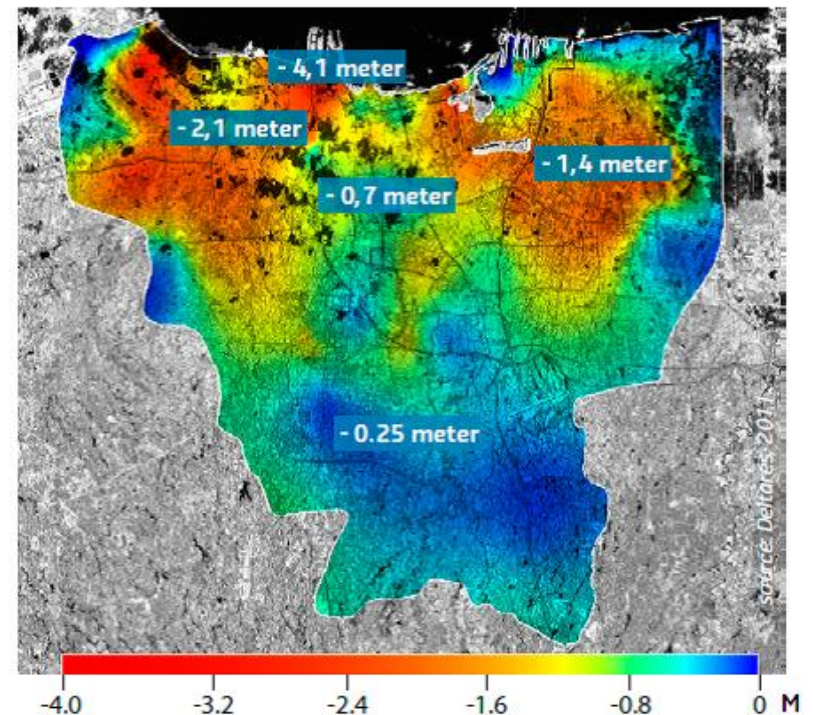 - 4,1 meter
- 2,1 meter
- 1,4 meter
- 0,7 meter
- 0.25 meter
source: Deltares 2011
-4.0 -3.2 -2.4 -1.6 -0.8 0 M